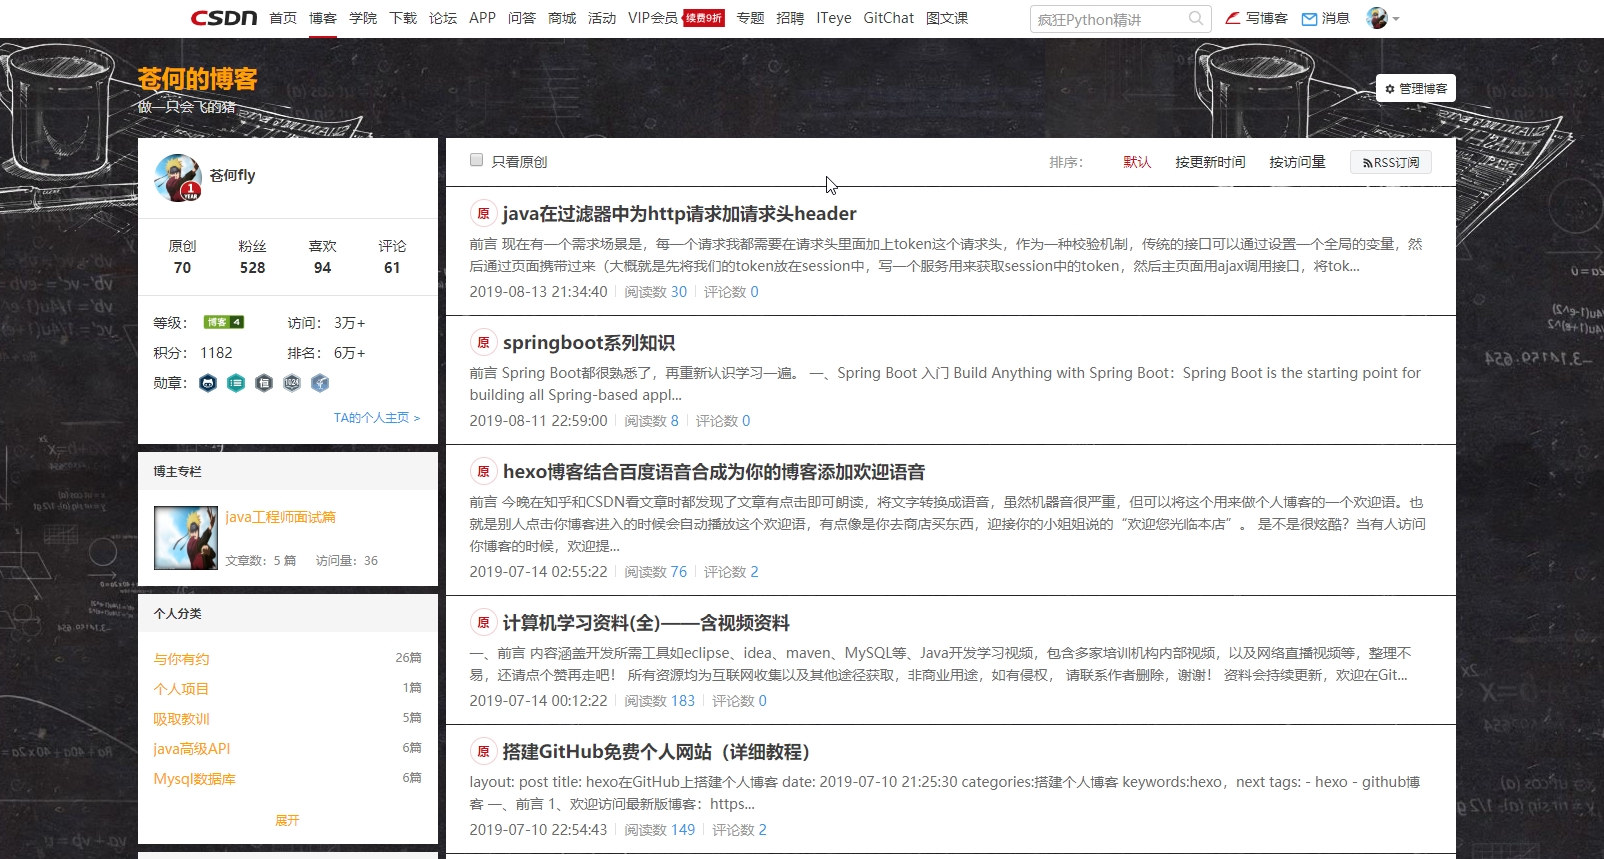 CSDN 首页 博客 学院 下载 论坛 APP 问答 商城 活动 VIP会员 续费9折 专题 招聘 ITeye GitChat 图文课 疯狂Python精讲 写博客 消息
苍何的博客
做一只会飞的猪
管理博客
苍何fly
1 YEAR
原创 粉丝 喜欢 评论
70 528 94 61
等级： 博客 4 访问： 3万+
积分： 1182 排名： 6万+
勋章： 恒 1024
TA的个人主页 >
博主专栏
java工程师面试篇
文章数：5 篇 访问量：36
个人分类
与你有约 26篇
个人项目 1篇
吸取教训 5篇
java高级API 6篇
Mysql数据库 6篇
展开
只看原创 排序： 默认 按更新时间 按访问量 RSS订阅
原 java在过滤器中为http请求加请求头header
前言 现在有一个需求场景是，每一个请求我都需要在请求头里面加上token这个请求头，作为一种校验机制，传统的接口可以通过设置一个全局的变量，然
后通过页面携带过来（大概就是先将我们的token放在session中，写一个服务用来获取session中的token，然后主页面用ajax调用接口，将tok...
2019-08-13 21:34:40 阅读数 30 评论数 0
原 springboot系列知识
前言 Spring Boot都很熟悉了，再重新认识学习一遍。 一、Spring Boot 入门 Build Anything with Spring Boot：Spring Boot is the starting point for
building all Spring-based appl...
2019-08-11 22:59:00 阅读数 8 评论数 0
原 hexo博客结合百度语音合成为你的博客添加欢迎语音
前言 今晚在知乎和CSDN看文章时都发现了文章有点击即可朗读，将文字转换成语音，虽然机器音很严重，但可以将这个用来做个人博客的一个欢迎语。也
就是别人点击你博客进入的时候会自动播放这个欢迎语，有点像是你去商店买东西，迎接你的小姐姐说的“欢迎您光临本店”。 是不是很炫酷？当有人访问
你博客的时候，欢迎提...
2019-07-14 02:55:22 阅读数 76 评论数 2
原 计算机学习资料(全)——含视频资料
一、前言 内容涵盖开发所需工具如eclipse、idea、maven、MySQL等、Java开发学习视频，包含多家培训机构内部视频，以及网络直播视频等，整理不
易，还请点个赞再走吧！ 所有资源均为互联网收集以及其他途径获取，非商业用途，如有侵权， 请联系作者删除，谢谢！ 资料会持续更新，欢迎在Git...
2019-07-14 00:12:22 阅读数 183 评论数 0
原 搭建GitHub免费个人网站（详细教程）
layout: post title: hexo在GitHub上搭建个人博客 date: 2019-07-10 21:25:30 categories:搭建个人博客 keywords:hexo，next tags: - hexo - github博
客 一、前言 1、欢迎访问最新版博客：https...
2019-07-10 22:54:43 阅读数 149 评论数 2